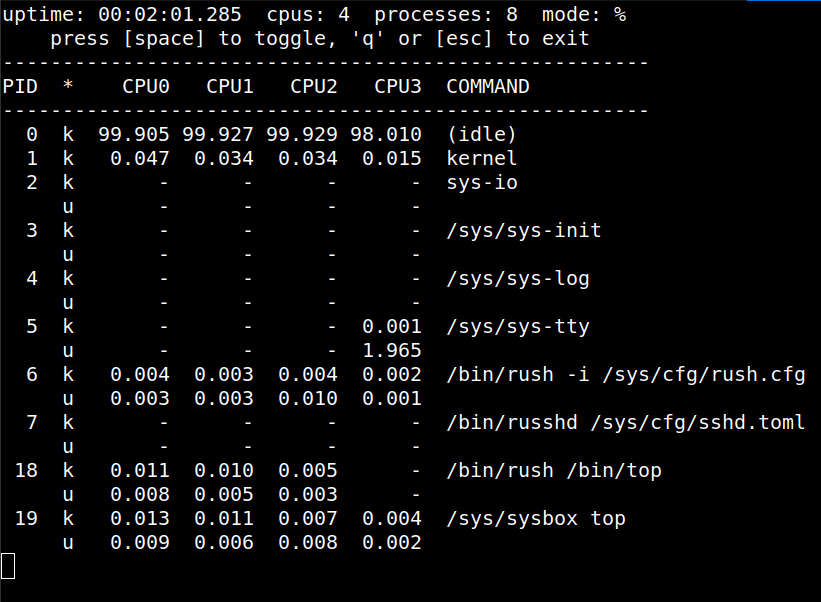 uptime: 00:02:01.285  cpus: 4  processes: 8  mode: %
    press [space] to toggle, 'q' or [esc] to exit
------------------------------------------------------
PID  *    CPU0   CPU1   CPU2   CPU3  COMMAND
------------------------------------------------------
  0  k  99.905 99.927 99.929 98.010  (idle)
  1  k   0.047  0.034  0.034  0.015  kernel
  2  k       -      -      -      -  sys-io
     u       -      -      -      -
  3  k       -      -      -      -  /sys/sys-init
     u       -      -      -      -
  4  k       -      -      -      -  /sys/sys-log
     u       -      -      -      -
  5  k       -      -      -  0.001  /sys/sys-tty
     u       -      -      -  1.965
  6  k   0.004  0.003  0.004  0.002  /bin/rush -i /sys/cfg/rush.cfg
     u   0.003  0.003  0.010  0.001
  7  k       -      -      -      -  /bin/russhd /sys/cfg/sshd.toml
     u       -      -      -      -
 18  k   0.011  0.010  0.005      -  /bin/rush /bin/top
     u   0.008  0.005  0.003      -
 19  k   0.013  0.011  0.007  0.004  /sys/sysbox top
     u   0.009  0.006  0.008  0.002